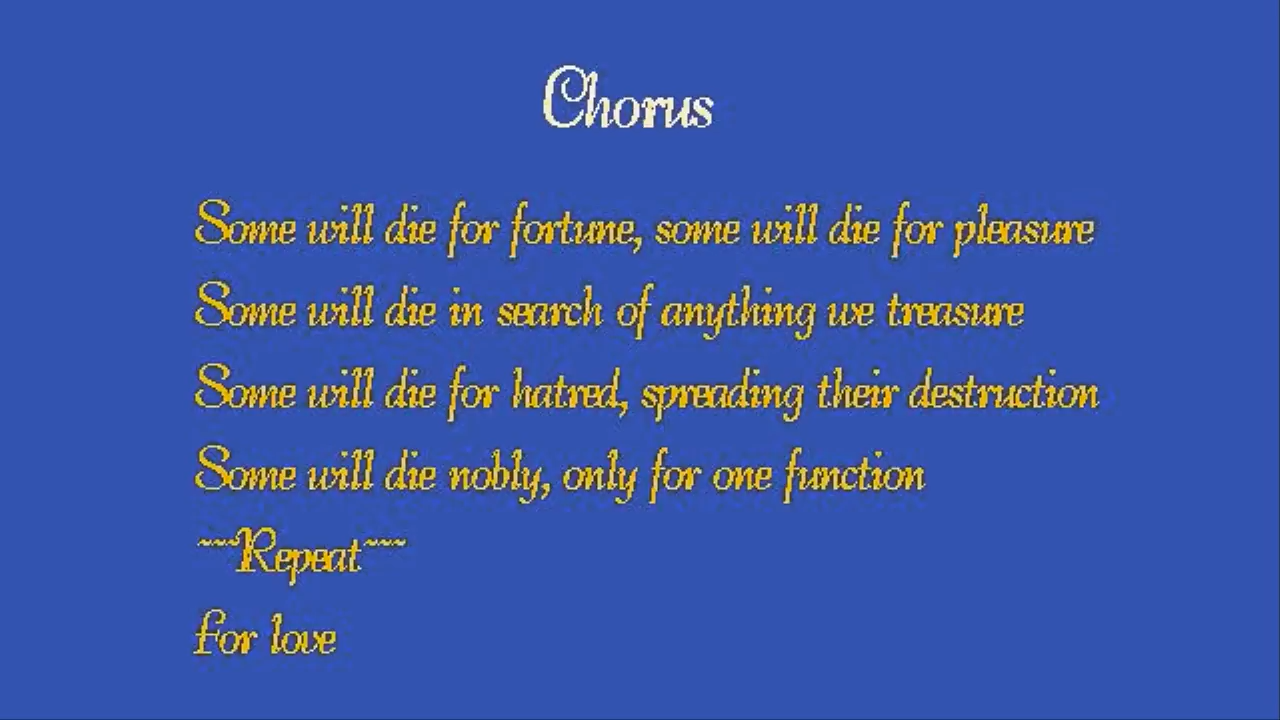 Chorus
Some will die for fortune, some will die for pleasure
Some will die in search of anything we treasure
Some will die for hatred, spreading their destruction
Some will die nobly, only for one function
~~~Repeat~~~
for love